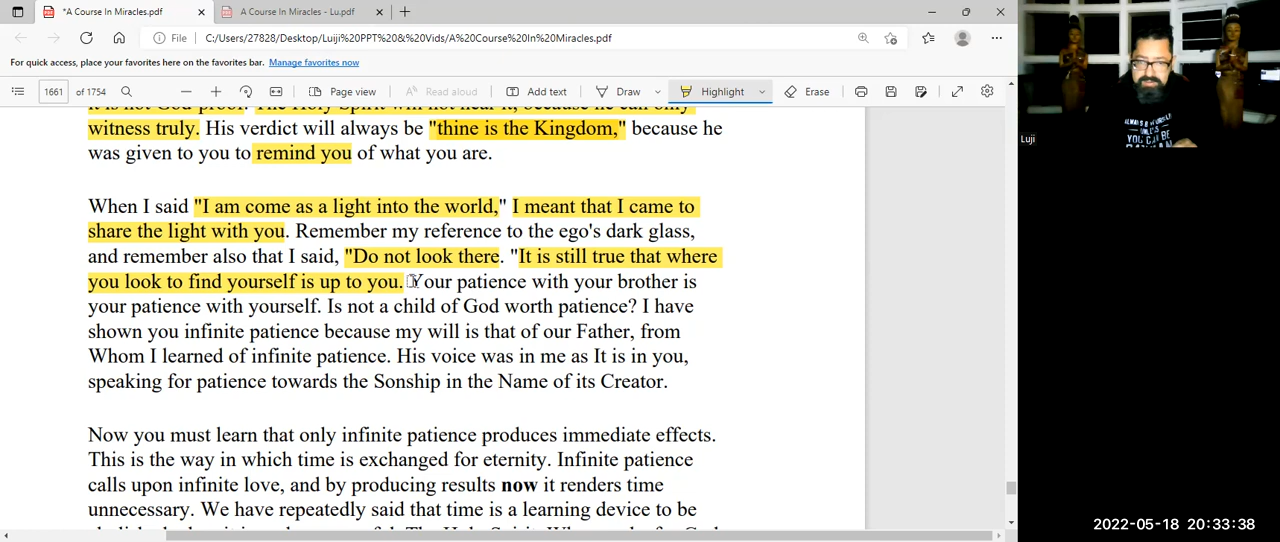 *A Course In Miracles.pdf
A Course In Miracles - Lu.pdf
File
C:/Users/27828/Desktop/Luiji%20PPT%20&%20Vids/A%20Course%20In%20Miracles.pdf
For quick access, place your favorites here on the favorites bar. Manage favorites now
1661 of 1754
Page view
Read aloud
Add text
Draw
Highlight
Erase
witness truly. His verdict will always be "thine is the Kingdom," because he
was given to you to remind you of what you are.
When I said "I am come as a light into the world," I meant that I came to
share the light with you. Remember my reference to the ego's dark glass,
and remember also that I said, "Do not look there. "It is still true that where
you look to find yourself is up to you. Your patience with your brother is
your patience with yourself. Is not a child of God worth patience? I have
shown you infinite patience because my will is that of our Father, from
Whom I learned of infinite patience. His voice was in me as It is in you,
speaking for patience towards the Sonship in the Name of its Creator.
Now you must learn that only infinite patience produces immediate effects.
This is the way in which time is exchanged for eternity. Infinite patience
calls upon infinite love, and by producing results now it renders time
unnecessary. We have repeatedly said that time is a learning device to be
Luji
YOU CAN BE
2022-05-18 20:33:38